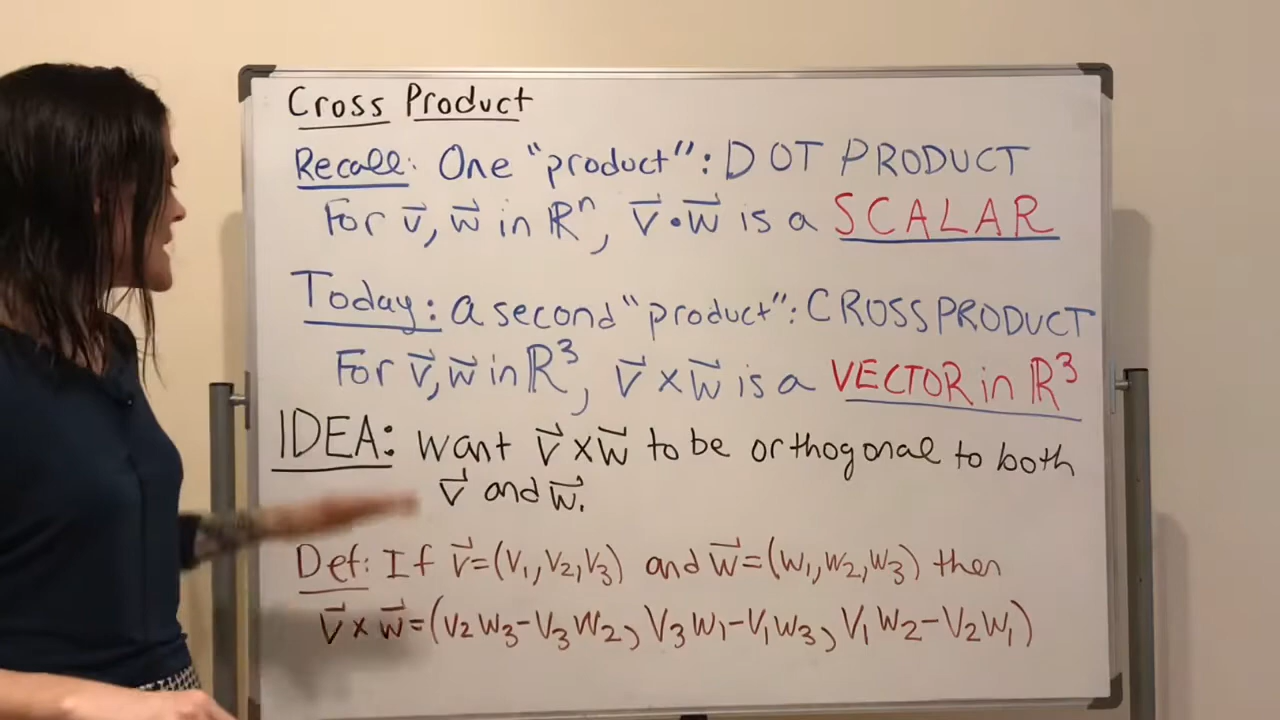 Cross Product
Recall: One "product": DOT PRODUCT
For v⃗, w⃗ in ℝⁿ, v⃗·w⃗ is a SCALAR
Today: a second "product": CROSS PRODUCT
For v⃗, w⃗ in ℝ³, v⃗ × w⃗ is a VECTOR in ℝ³
IDEA: want v⃗ × w⃗ to be orthogonal to both
v⃗ and w⃗.
Def: If v⃗=(v₁, v₂, v₃) and w⃗=(w₁, w₂, w₃) then
v⃗ × w⃗=(v₂w₃-v₃w₂, v₃w₁-v₁w₃, v₁w₂-v₂w₁)